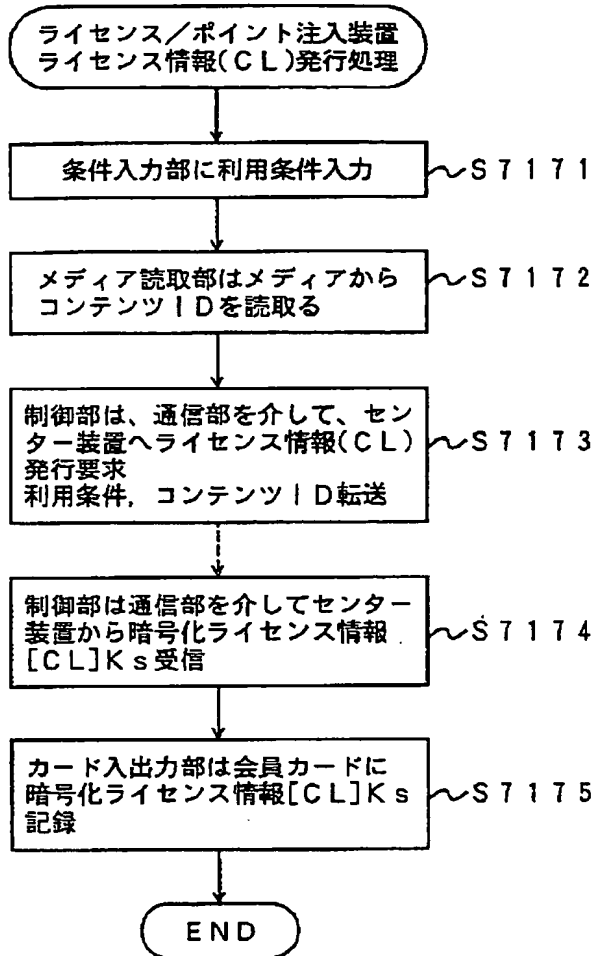 ライセンス／ポイント注入装置
ライセンス情報(CL)発行処理
条件入力部に利用条件入力
S7171
メディア読取部はメディアから
コンテンツIDを読取る
S7172
制御部は、通信部を介して、セン
ター装置へライセンス情報(CL)
発行要求
利用条件，コンテンツID転送
S7173
制御部は通信部を介してセンター
装置から暗号化ライセンス情報
[CL]Ks受信
S7174
カード入出力部は会員カードに
暗号化ライセンス情報[CL]Ks
記録
S7175
END